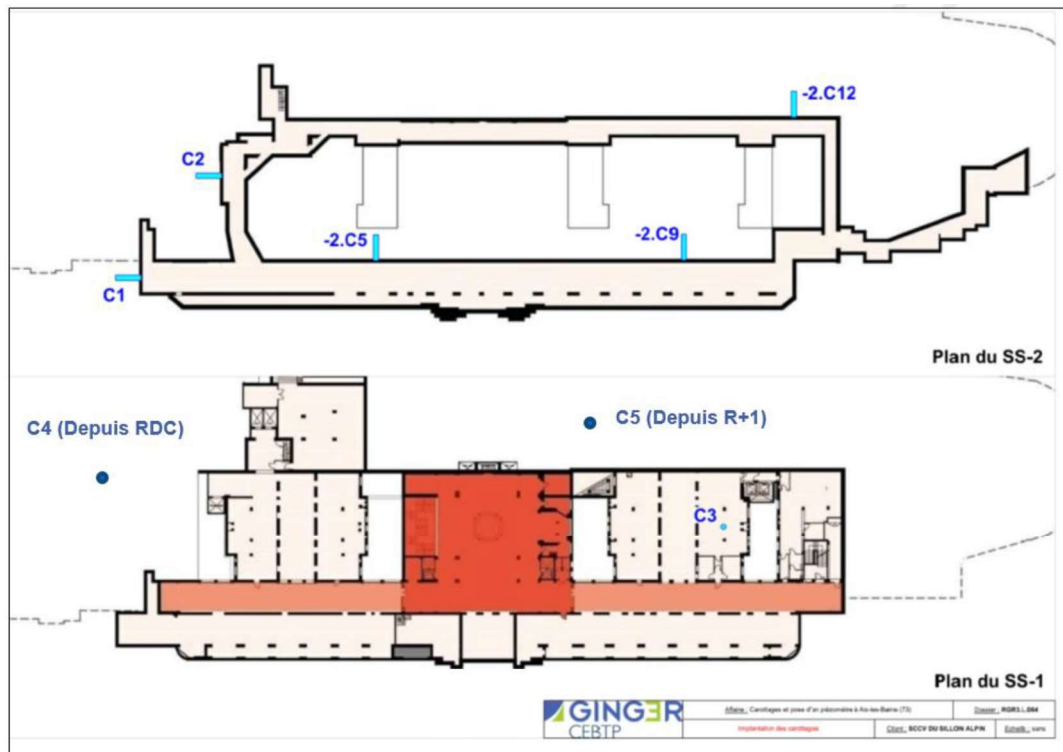 -2.C12
C2
-2.C5
-2.C9
C1
Plan du SS-2
C4 (Depuis RDC)
C5 (Depuis R+1)
C3
Plan du SS-1
GINGER
CEBTP
Affaire : Carottages et pose d'un piézomètre à Aix-les-Bains (73)
Dossier : RGR3.L.064
Implantation des carottages
Client : SCCV DU SILLON ALPIN
Echelle : sans